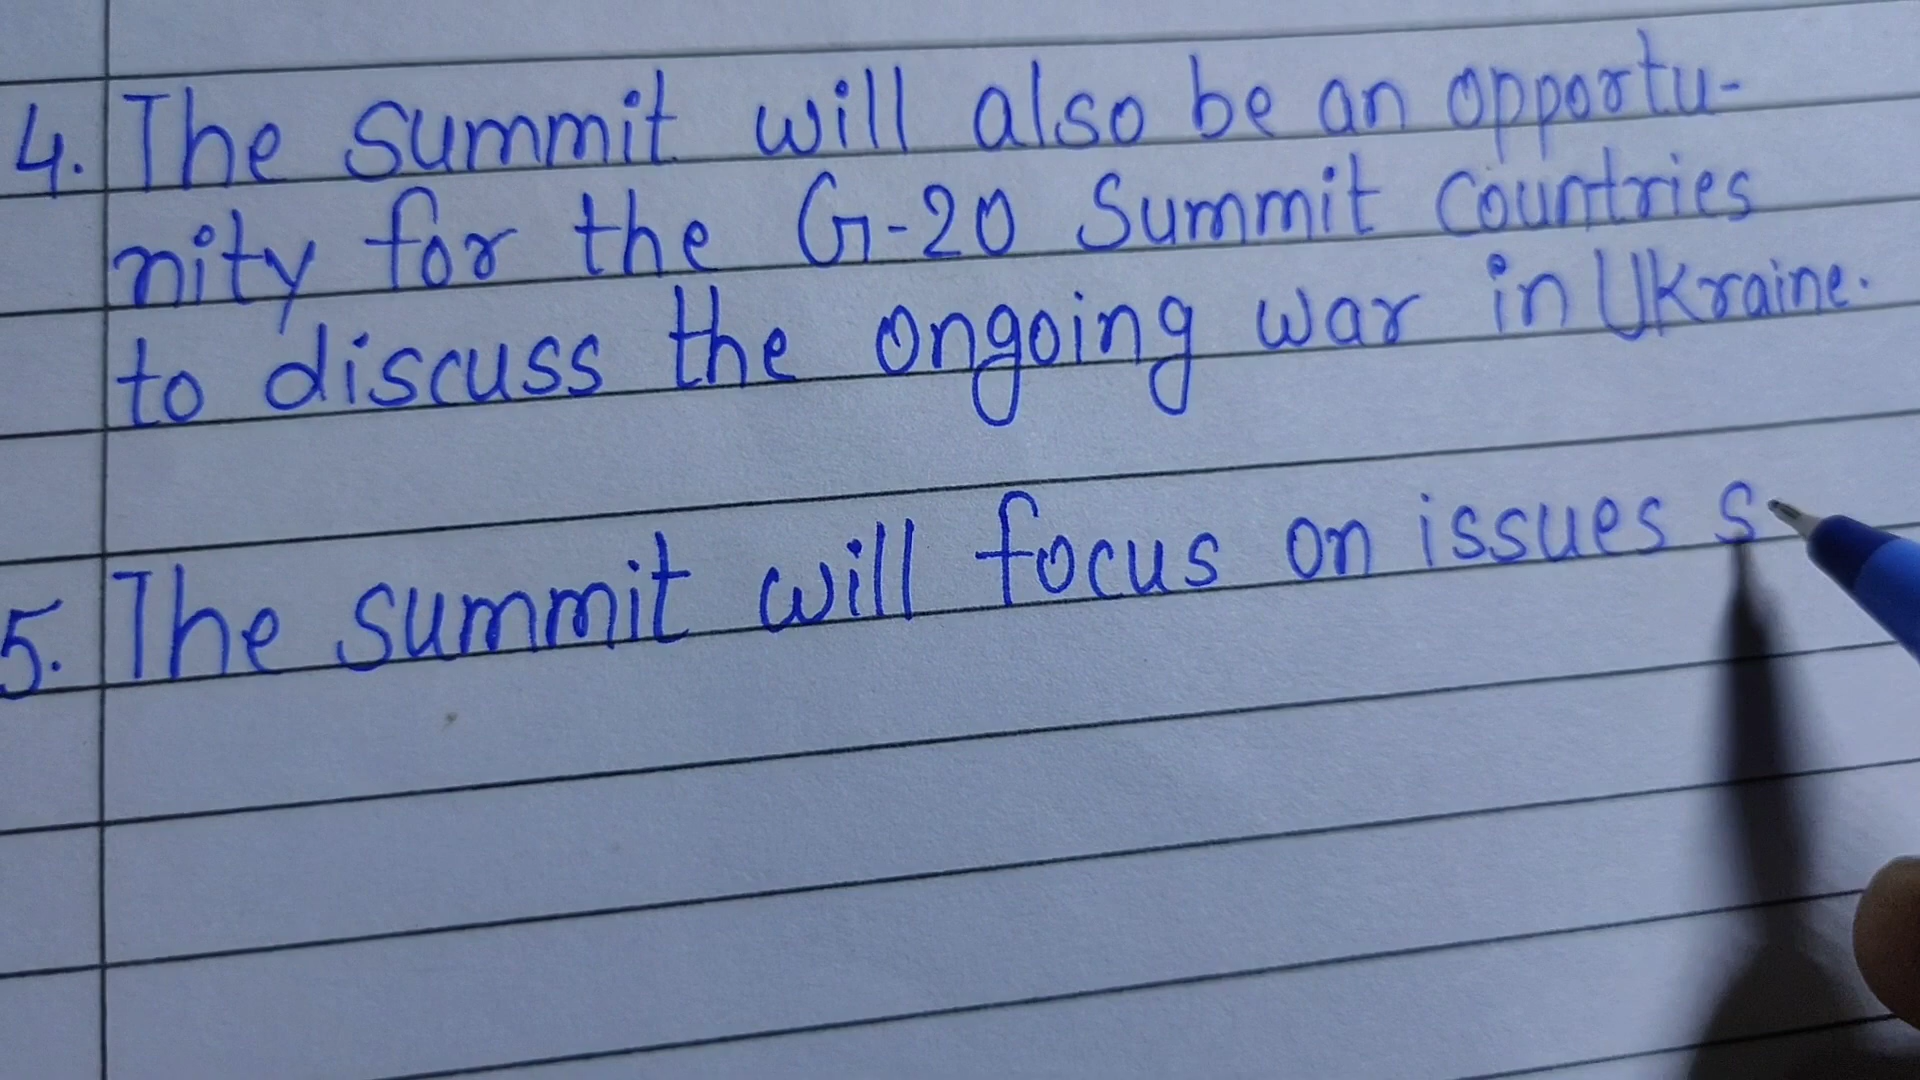 4. The Summit will also be an opportu-
nity for the G-20 Summit Countries
to discuss the ongoing war in Ukraine.
5. The summit will focus on issues s